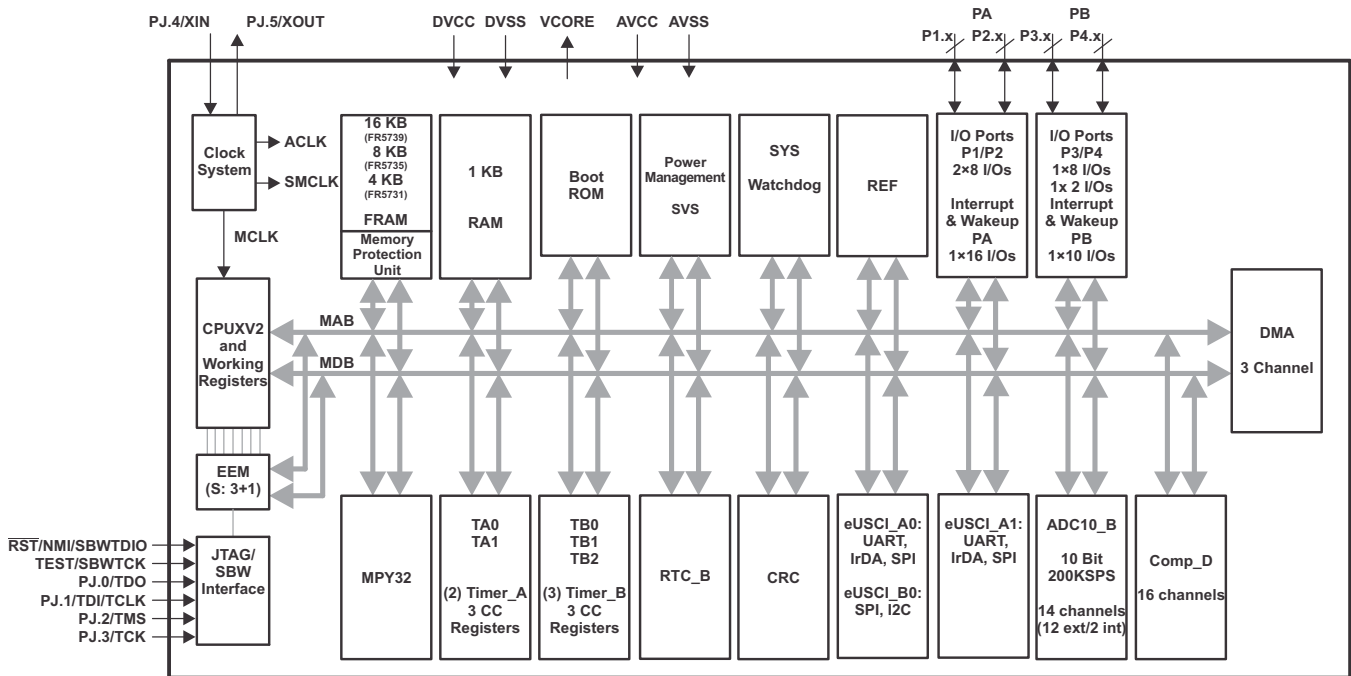 PJ.4/XIN
PJ.5/XOUT
DVCC
DVSS
VCORE
AVCC
AVSS
PA
PB
P1.x
P2.x
P3.x
P4.x
Clock
System
ACLK
SMCLK
MCLK
16 KB
(FR5739)
8 KB
(FR5735)
4 KB
(FR5731)
FRAM
Memory
Protection
Unit
1 KB
RAM
Boot
ROM
Power
Management
SVS
SYS
Watchdog
REF
I/O Ports
P1/P2
2×8 I/Os
Interrupt
& Wakeup
PA
1×16 I/Os
I/O Ports
P3/P4
1×8 I/Os
1x 2 I/Os
Interrupt
& Wakeup
PB
1×10 I/Os
CPUXV2
and
Working
Registers
MAB
MDB
DMA
3 Channel
EEM
(S: 3+1)
RST/NMI/SBWTDIO
TEST/SBWTCK
PJ.0/TDO
PJ.1/TDI/TCLK
PJ.2/TMS
PJ.3/TCK
JTAG/
SBW
Interface
MPY32
TA0
TA1
(2) Timer_A
3 CC
Registers
TB0
TB1
TB2
(3) Timer_B
3 CC
Registers
RTC_B
CRC
eUSCI_A0:
UART,
IrDA, SPI
eUSCI_B0:
SPI, I2C
eUSCI_A1:
UART,
IrDA, SPI
ADC10_B
10 Bit
200KSPS
14 channels
(12 ext/2 int)
Comp_D
16 channels